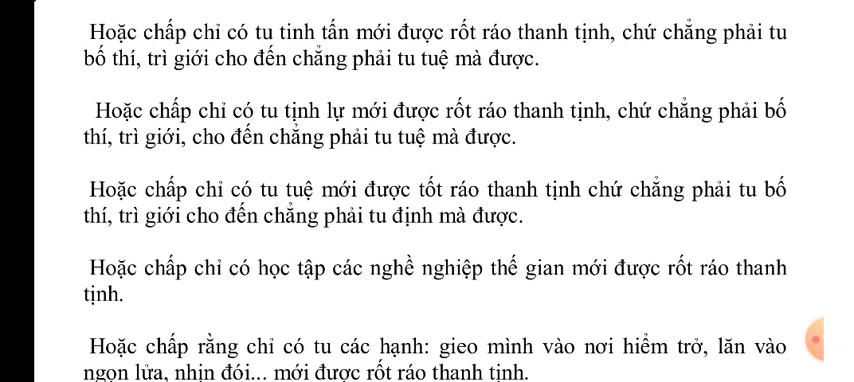 Hoặc chấp chỉ có tu tinh tấn mới được rốt ráo thanh tịnh, chứ chẳng phải tu
bố thí, trì giới cho đến chẳng phải tu tuệ mà được.
Hoặc chấp chỉ có tu tịnh lự mới được rốt ráo thanh tịnh, chứ chẳng phải bố
thí, trì giới, cho đến chẳng phải tu tuệ mà được.
Hoặc chấp chỉ có tu tuệ mới được tốt ráo thanh tịnh chứ chẳng phải tu bố
thí, trì giới cho đến chẳng phải tu định mà được.
Hoặc chấp chỉ có học tập các nghề nghiệp thế gian mới được rốt ráo thanh
tịnh.
Hoặc chấp rằng chỉ có tu các hạnh: gieo mình vào nơi hiểm trở, lăn vào
ngọn lửa, nhịn đói... mới được rốt ráo thanh tịnh.